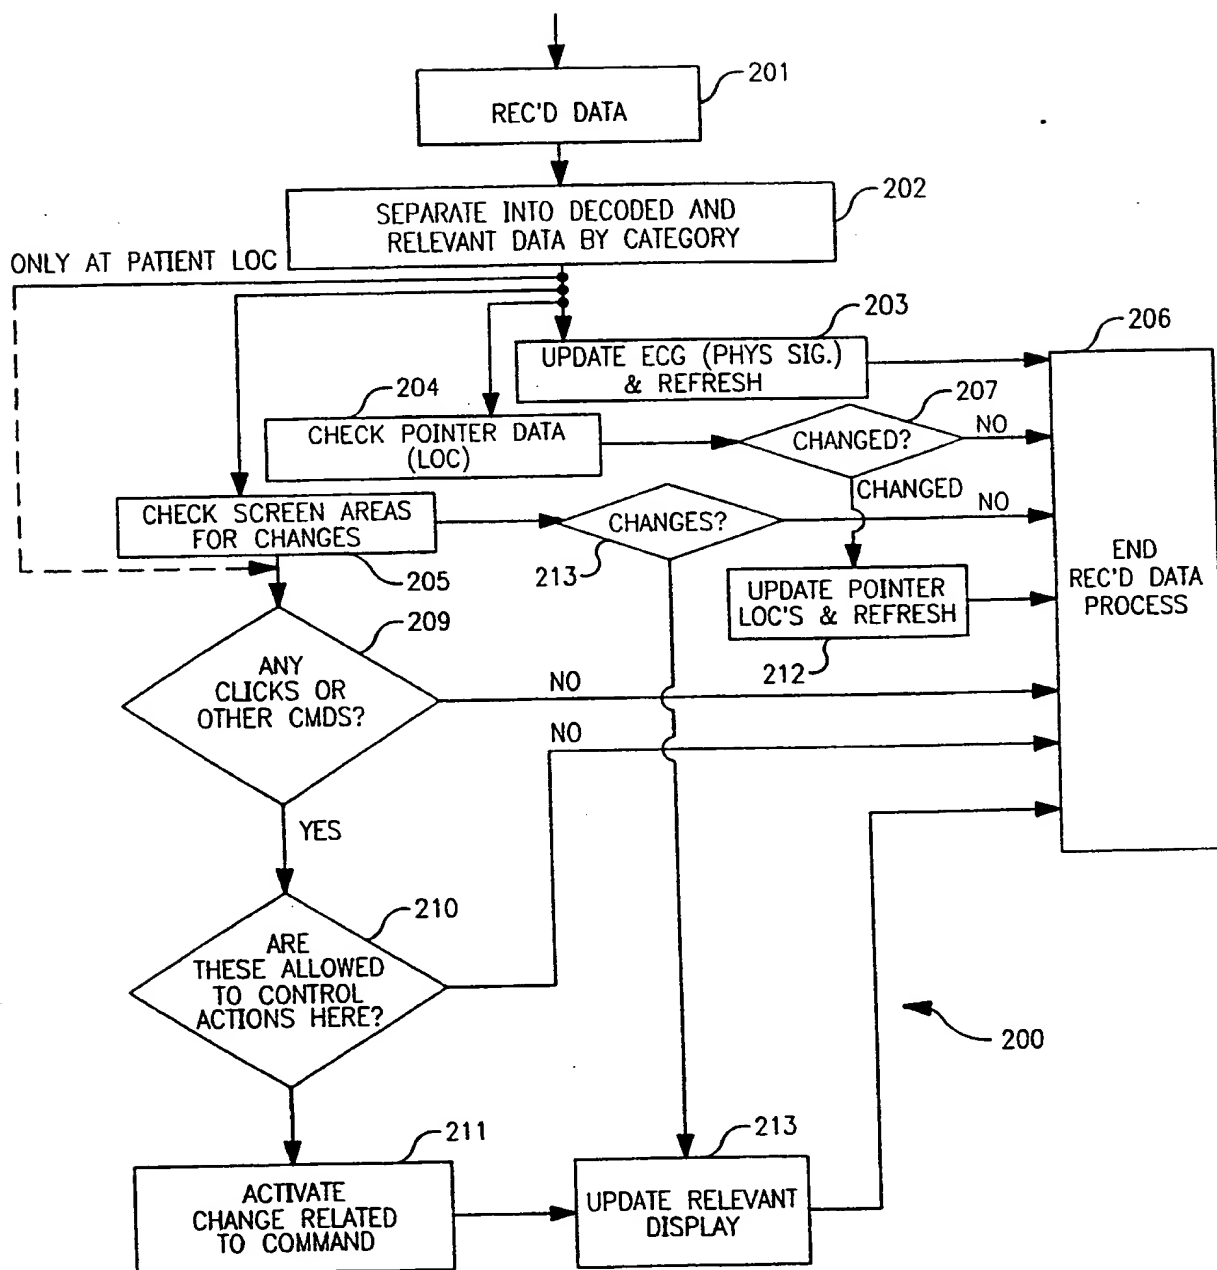 201
REC'D DATA
202
SEPARATE INTO DECODED AND
RELEVANT DATA BY CATEGORY
ONLY AT PATIENT LOC
203
206
UPDATE ECG (PHYS SIG.)
& REFRESH
204
207
CHECK POINTER DATA
(LOC)
CHANGED?
NO
CHANGED
CHECK SCREEN AREAS
FOR CHANGES
205
CHANGES?
NO
213
END
REC'D DATA
PROCESS
UPDATE POINTER
LOC'S & REFRESH
212
209
ANY
CLICKS OR
OTHER CMDS?
NO
NO
YES
210
ARE
THESE ALLOWED
TO CONTROL
ACTIONS HERE?
200
211
213
ACTIVATE
CHANGE RELATED
TO COMMAND
UPDATE RELEVANT
DISPLAY